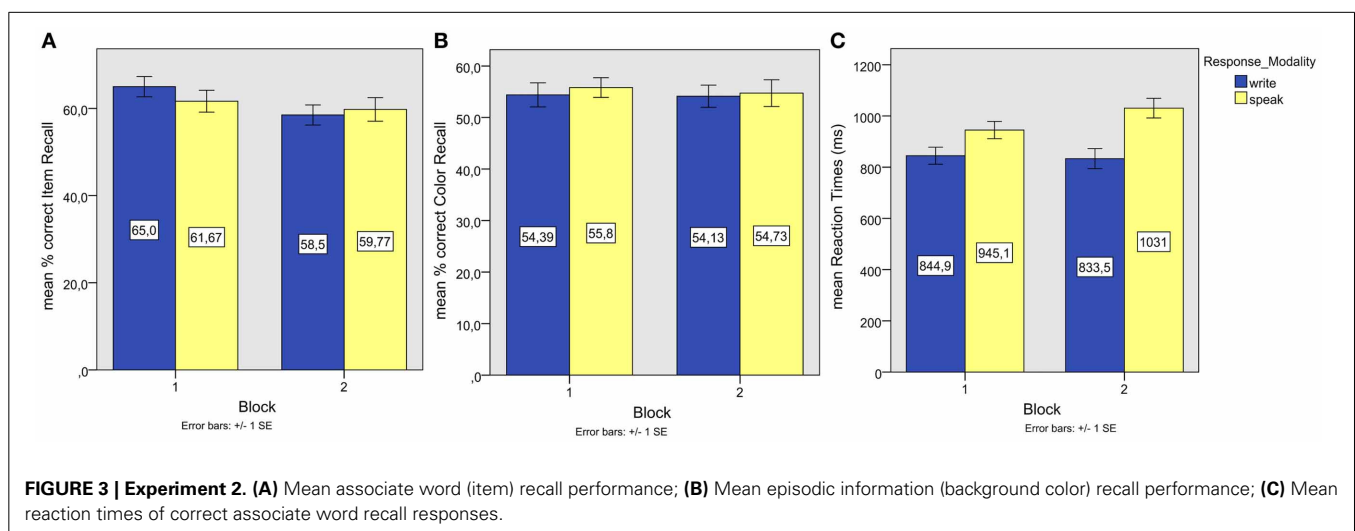 A
mean % correct Item Recall
60,0
40,0
20,0
,0
65,0
61,67
58,5
59,77
1
2
Block
Error bars: +/- 1 SE
B
mean % correct Color Recall
60,0
50,0
40,0
30,0
20,0
10,0
,0
54,39
55,8
54,13
54,73
1
2
Block
Error bars: +/- 1 SE
C
mean Reaction Times (ms)
1200
1000
800
600
400
200
0
844,9
945,1
833,5
1031
1
2
Block
Error bars: +/- 1 SE
Response_Modality
write
speak
FIGURE 3 | Experiment 2. (A) Mean associate word (item) recall performance; (B) Mean episodic information (background color) recall performance; (C) Mean
reaction times of correct associate word recall responses.